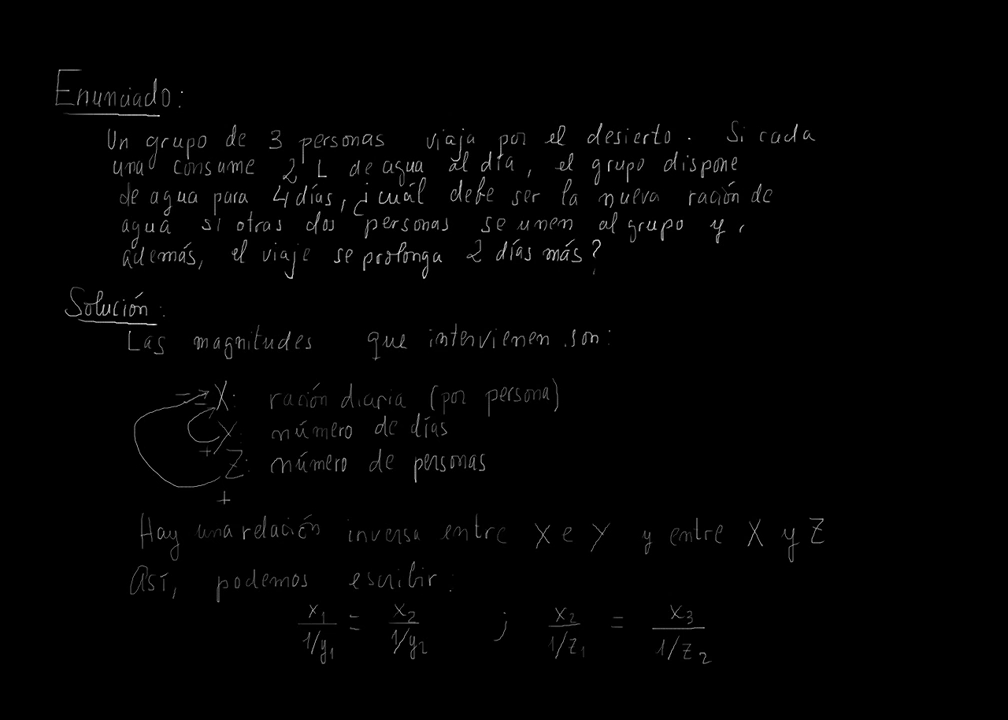 Enunciado:
Un grupo de 3 personas viaja por el desierto. Si cada
una consume 2 L de agua al día, el grupo dispone
de agua para 4 días, ¿cuál debe ser la nueva ración de
agua si otras dos personas se unen al grupo y,
además, el viaje se prolonga 2 días más?
Solución:
Las magnitudes que intervienen son:
X: ración diaria (por persona)
Y: número de días
Z: número de personas
Hay una relación inversa entre X e Y y entre X y Z
Así, podemos escribir:
x₁/(1/y₁) = x₂/(1/y₂) ; x₂/(1/z₁) = x₃/(1/z₂)